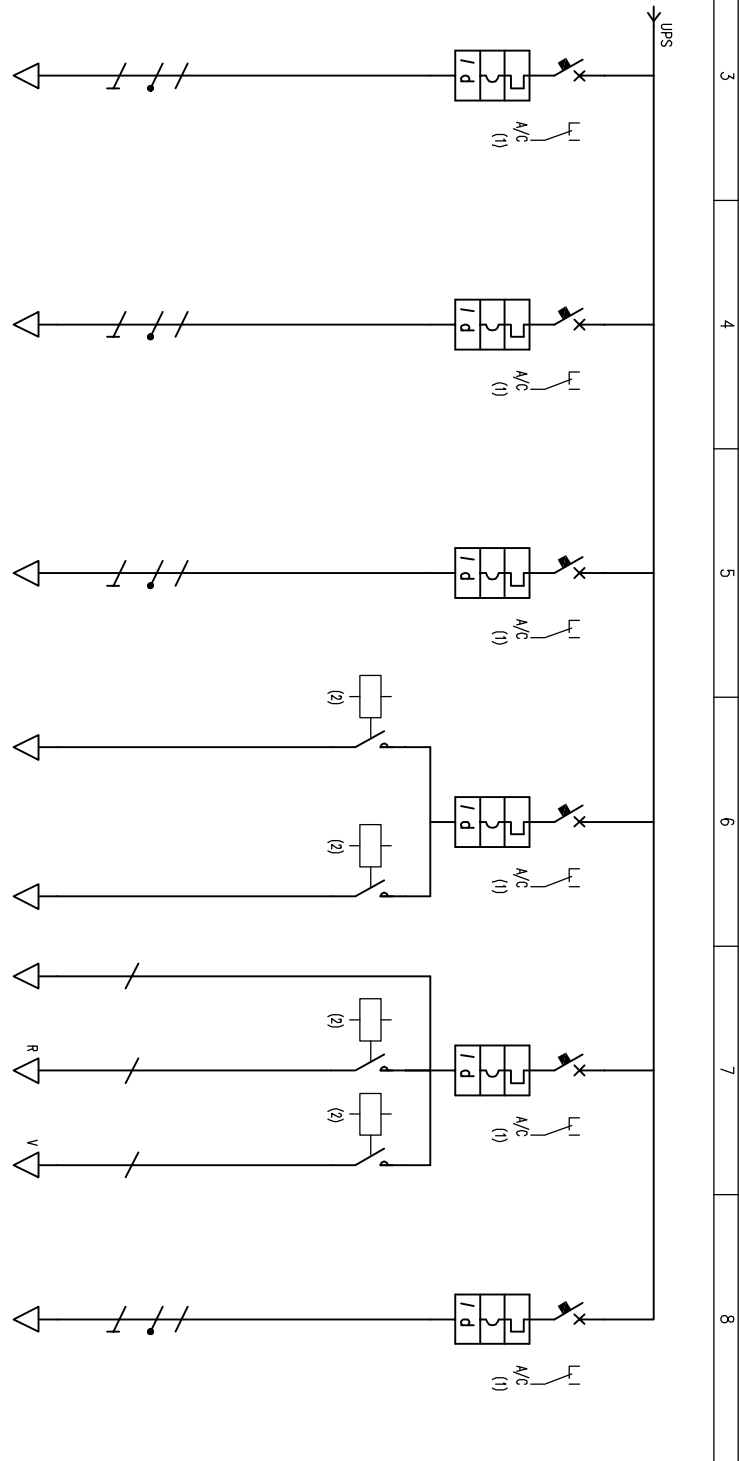 UPS
3
A/C
(1)
I d
4
A/C
(1)
I d
5
A/C
(1)
I d
6
A/C
(1)
I d
(2)
(2)
7
A/C
(1)
I d
(2)
(2)
R
V
8
A/C
(1)
I d